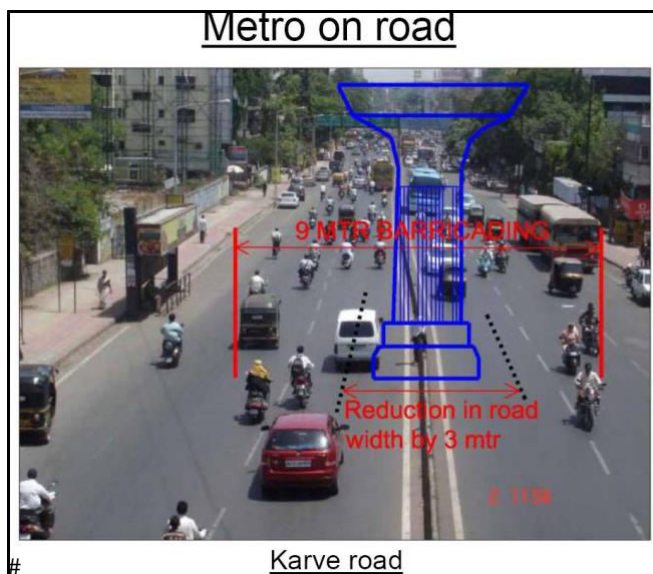 Metro on road
9 MTR BARRICADING
Reduction in road
width by 3 mtr
Karve road
#